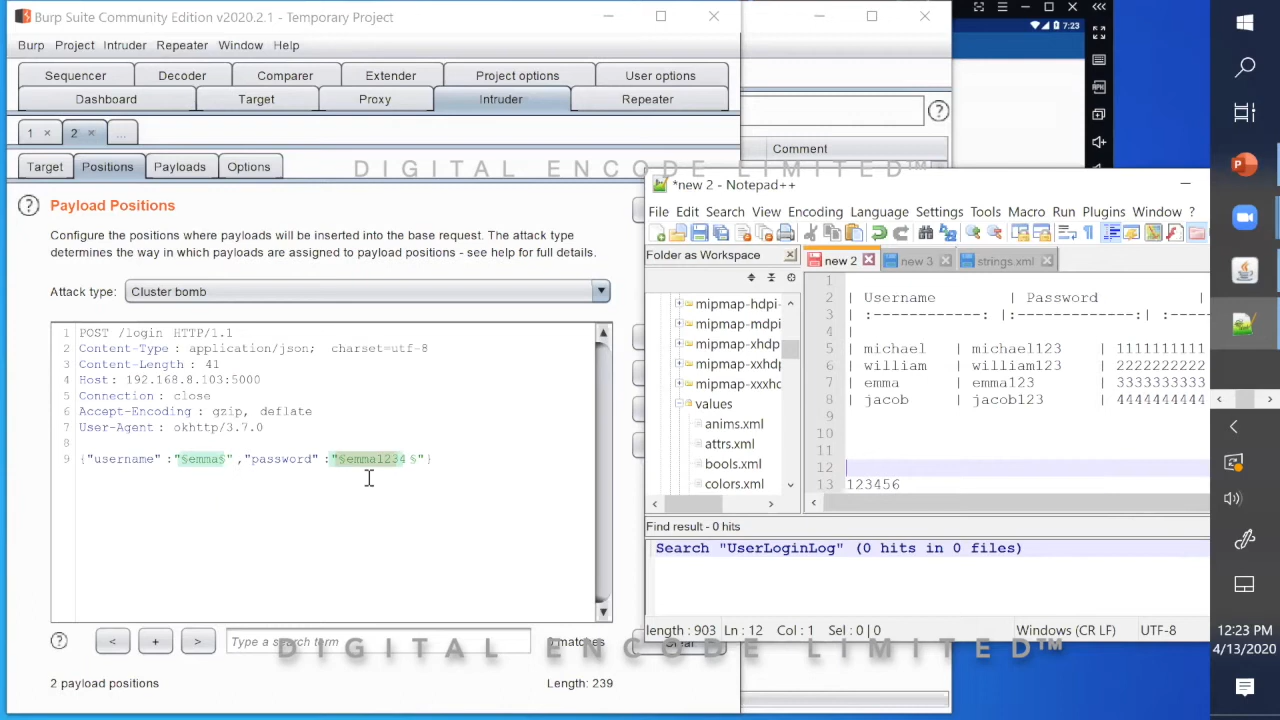 Burp Suite Community Edition v2020.2.1 - Temporary Project
Burp Project Intruder Repeater Window Help
Sequencer Decoder Comparer Extender Project options User options
Dashboard Target Proxy Intruder Repeater
1 × 2 × ...
Target Positions Payloads Options
? Payload Positions
Configure the positions where payloads will be inserted into the base request. The attack type
determines the way in which payloads are assigned to payload positions - see help for full details.
Attack type: Cluster bomb
1 POST /login HTTP/1.1
2 Content-Type : application/json; charset=utf-8
3 Content-Length : 41
4 Host : 192.168.8.103:5000
5 Connection : close
6 Accept-Encoding : gzip, deflate
7 User-Agent : okhttp/3.7.0
8
9 {"username" :"§emma§" ,"password" :"§emma1234 §"}
? < + > Type a search term 0 matches
Clear
2 payload positions Length: 239
?
Comment
7:23
DIGITAL ENCODE LIMITED™
*new 2 - Notepad++
File Edit Search View Encoding Language Settings Tools Macro Run Plugins Window ?
Folder as Workspace
new 2 new 3 strings.xml
mipmap-hdpi-
mipmap-mdpi
mipmap-xhdp
mipmap-xxhdp
mipmap-xxxhd
values
anims.xml
attrs.xml
bools.xml
colors.xml
1
2 | Username | Password |
3 | :------------: |:------------:| :------
4 |
5 | michael | michael123 | 1111111111
6 | william | william123 | 2222222222
7 | emma | emma123 | 3333333333
8 | jacob | jacob123 | 4444444444
9
10
11
12
13 123456
Find result - 0 hits
Search "UserLoginLog" (0 hits in 0 files)
length : 903 Ln : 12 Col : 1 Sel : 0 | 0 Windows (CR LF) UTF-8
DIGITAL ENCODE LIMITED™
12:23 PM
4/13/2020